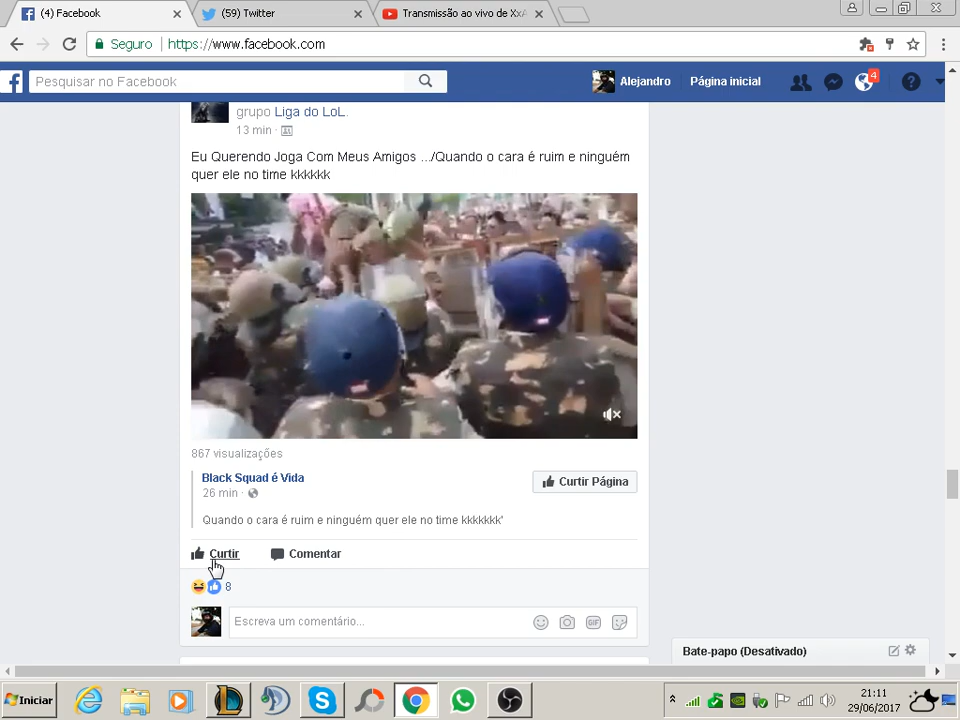 (4) Facebook
(59) Twitter
Transmissão ao vivo de XxA
Seguro
https://www.facebook.com
Pesquisar no Facebook
Alejandro
Página inicial
4
grupo Liga do LoL.
13 min ·
Eu Querendo Joga Com Meus Amigos .../Quando o cara é ruim e ninguém
quer ele no time kkkkkk
867 visualizações
Black Squad é Vida
26 min ·
Curtir Página
Quando o cara é ruim e ninguém quer ele no time kkkkkkk'
Curtir
Comentar
8
Escreva um comentário...
GIF
Bate-papo (Desativado)
Iniciar
21:11
29/06/2017